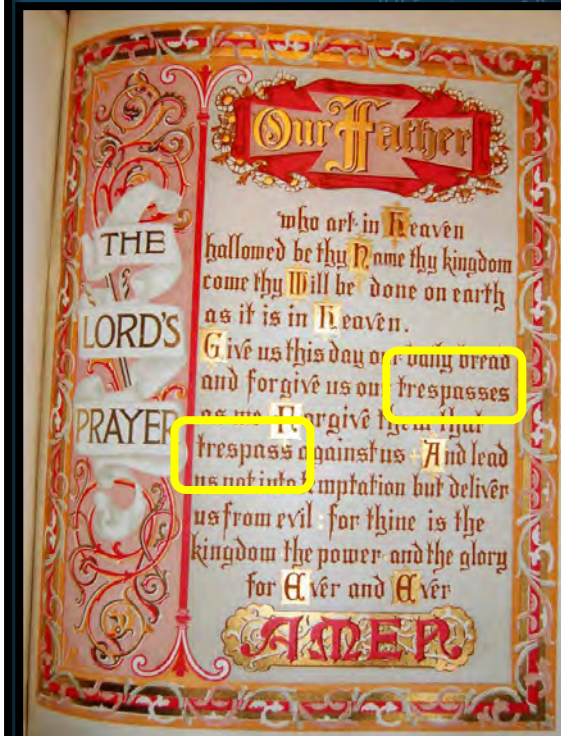 THE
LORD'S
PRAYER
Our Father
who art in Heaven
hallowed be thy Name thy kingdom
come thy Will be done on earth
as it is in Heaven.
Give us this day our daily bread
and forgive us our trespasses
as we Forgive them that
trespass against us And lead
us not into temptation but deliver
us from evil : for thine is the
kingdom the power and the glory
for Ever and Ever
AMEN